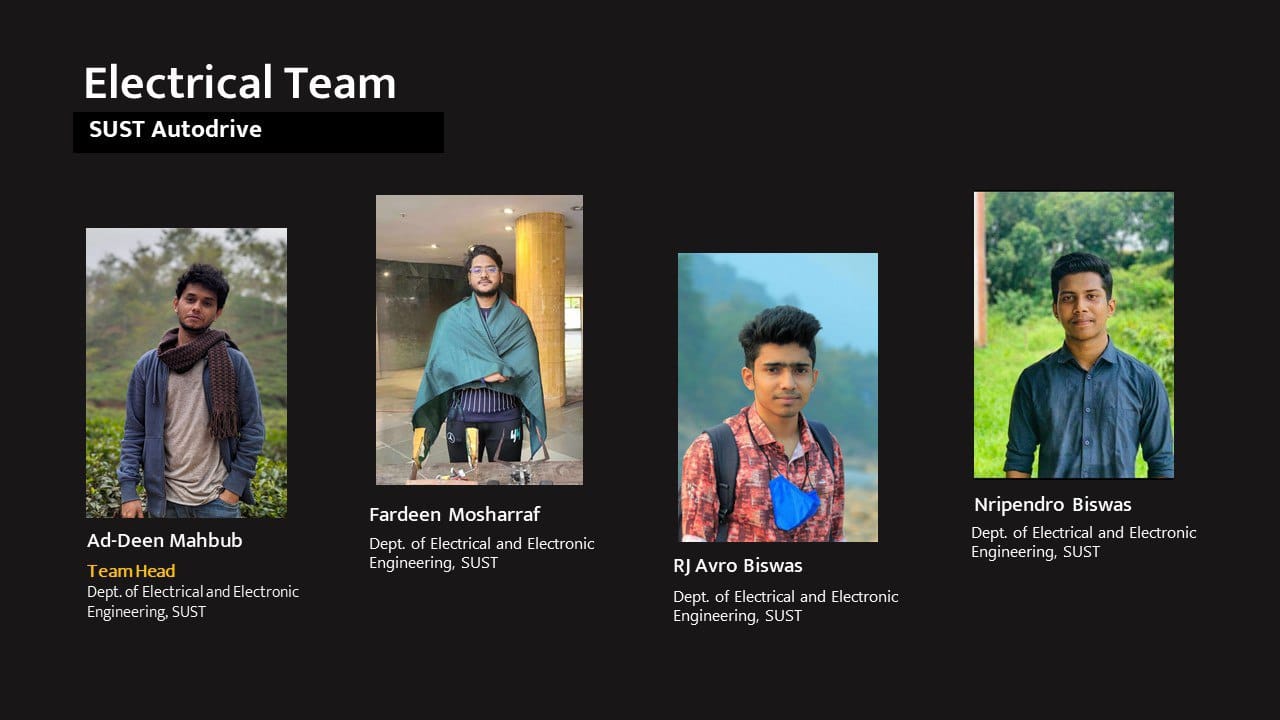 Electrical Team
SUST Autodrive
Ad-Deen Mahbub
Team Head
Dept. of Electrical and Electronic
Engineering, SUST
Fardeen Mosharraf
Dept. of Electrical and Electronic
Engineering, SUST
RJ Avro Biswas
Dept. of Electrical and Electronic
Engineering, SUST
Nripendro Biswas
Dept. of Electrical and Electronic
Engineering, SUST